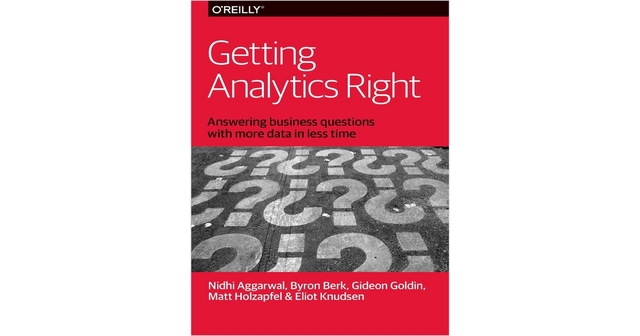 O'REILLY®
Getting
Analytics Right
Answering business questions
with more data in less time
Nidhi Aggarwal, Byron Berk, Gideon Goldin,
Matt Holzapfel & Eliot Knudsen